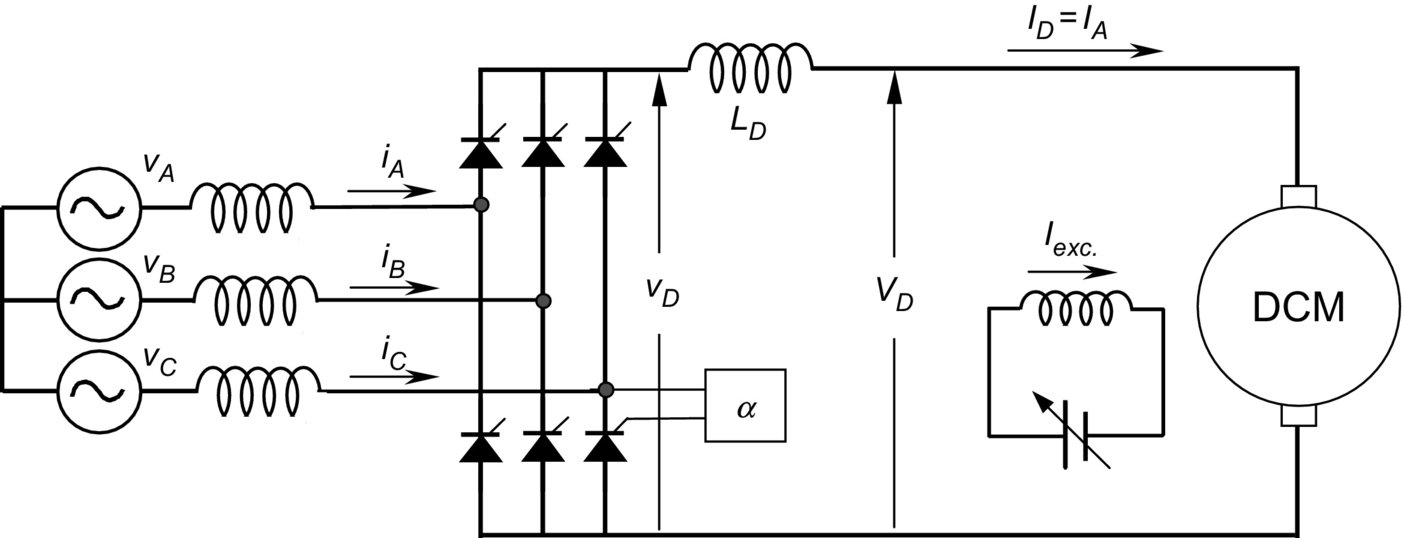 I_D = I_A
L_D
v_A
i_A
v_B
i_B
v_C
i_C
v_D
V_D
I_exc.
DCM
α